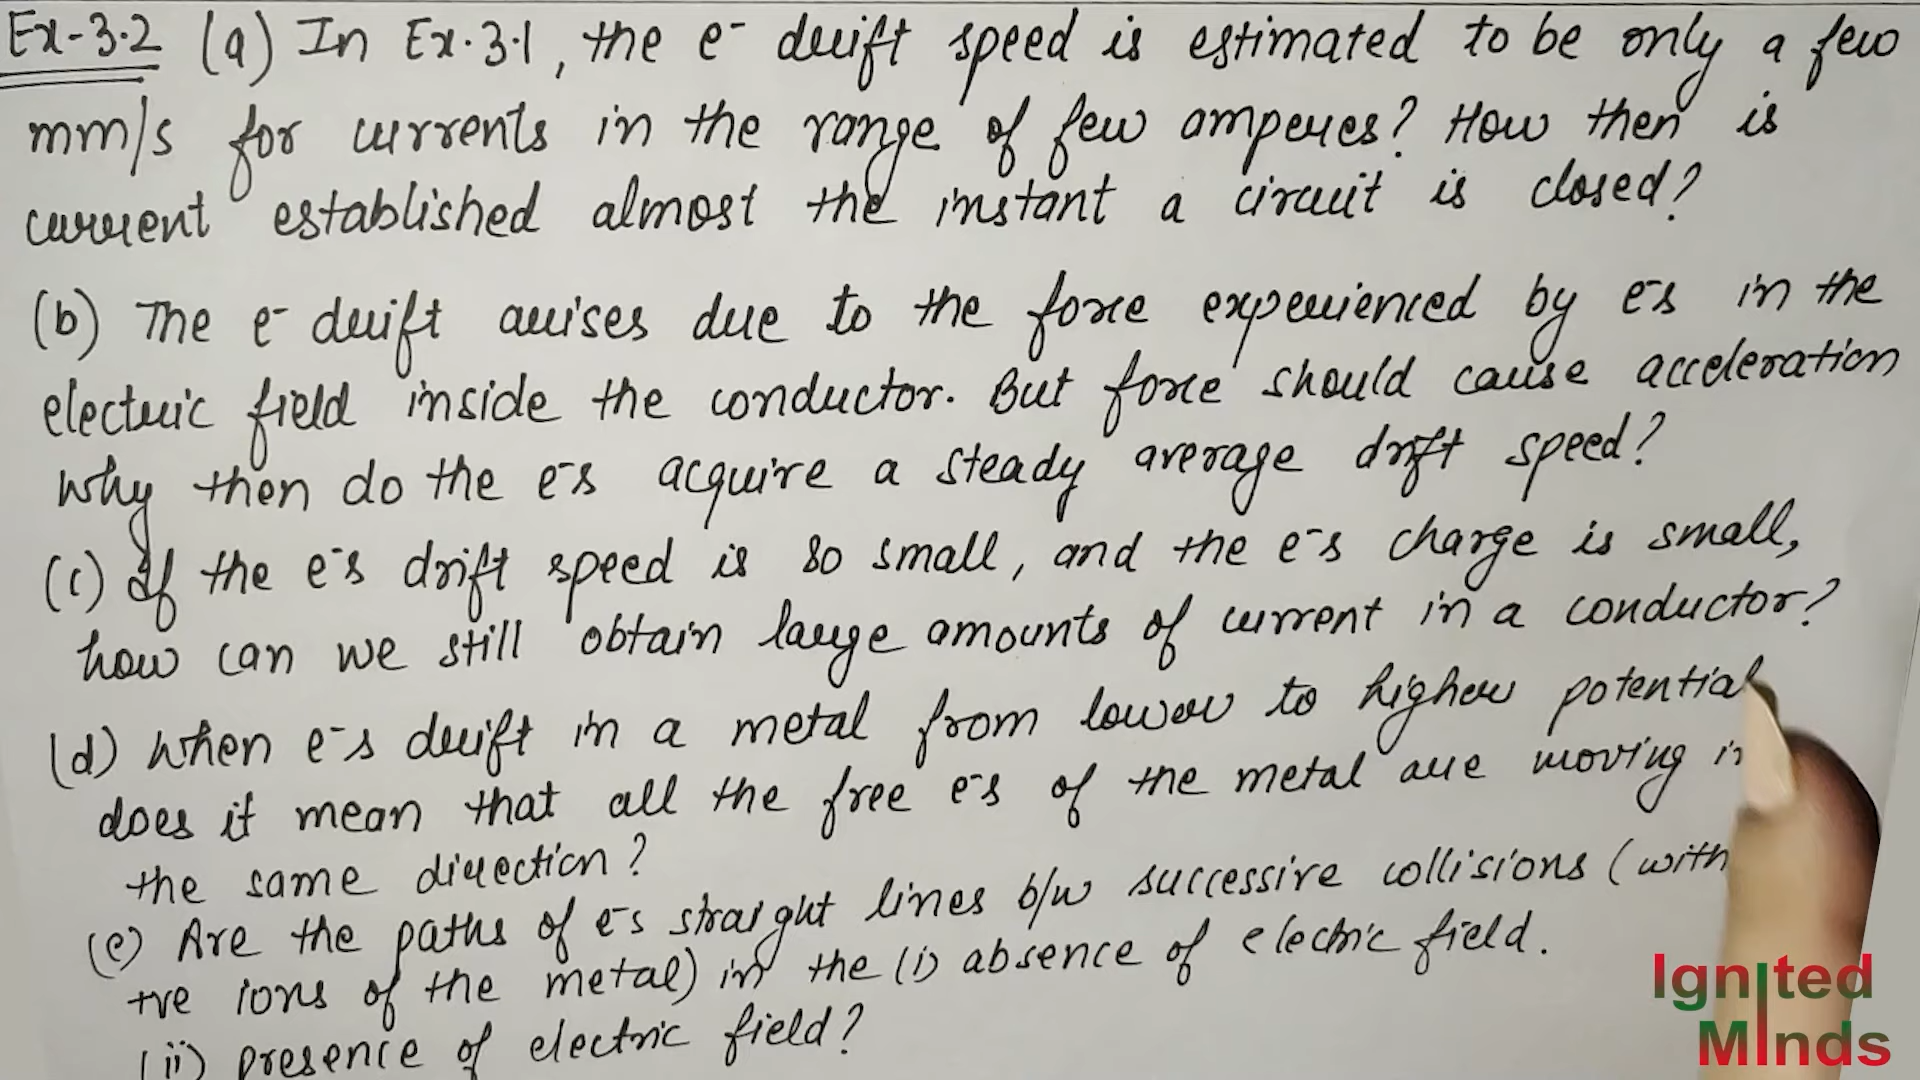 Ex-3.2 (a) In Ex.3.1, the e⁻ drift speed is estimated to be only a few
mm/s for currents in the range of few amperes? How then is
current established almost the instant a circuit is closed?
(b) The e⁻ drift arises due to the force experienced by e⁻s in the
electric field inside the conductor. But force should cause acceleration
why then do the e⁻s acquire a steady average drift speed?
(c) If the e⁻s drift speed is so small, and the e⁻s charge is small,
how can we still obtain large amounts of current in a conductor?
(d) When e⁻s drift in a metal from lower to higher potential
does it mean that all the free e⁻s of the metal are moving in
the same direction?
(e) Are the paths of e⁻s straight lines b/w successive collisions (with
+ve ions of the metal) in the (i) absence of electric field.
(ii) presence of electric field?
Ignited
Minds